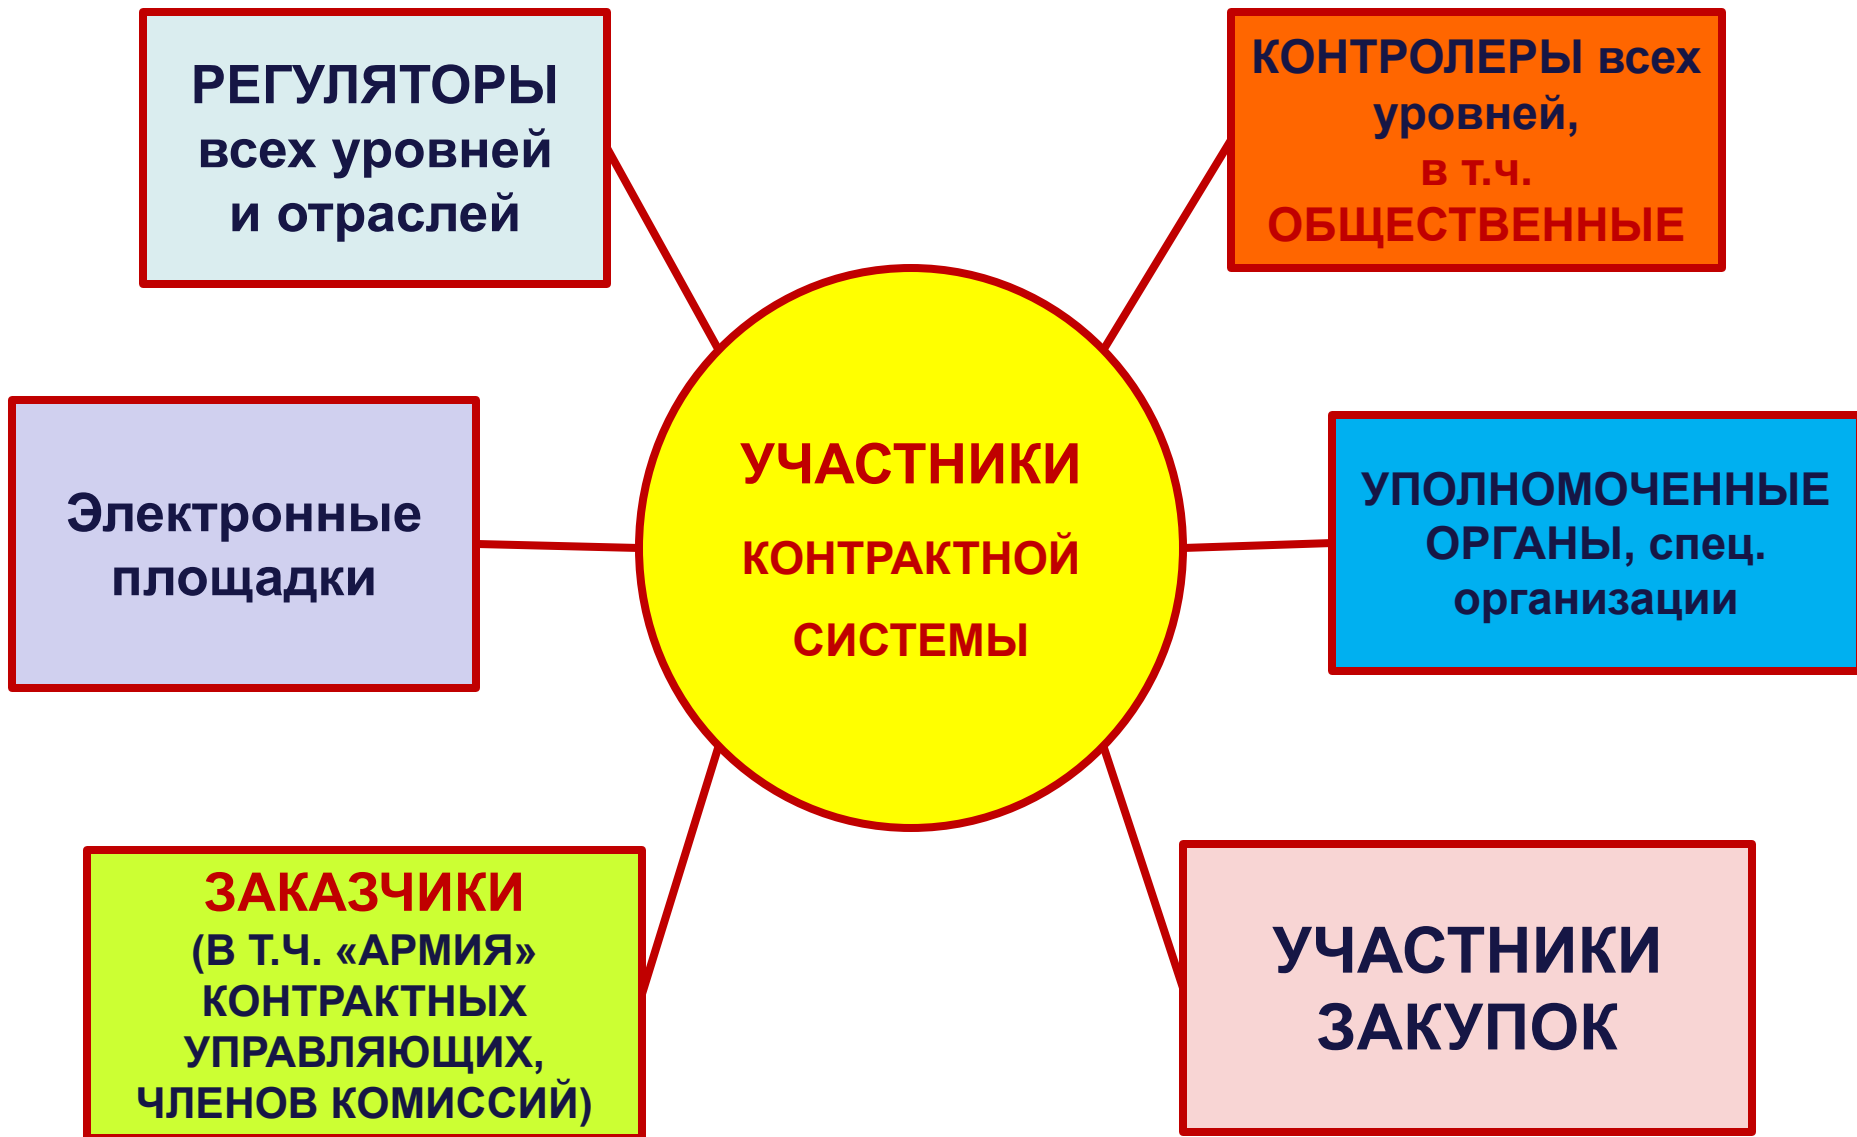 РЕГУЛЯТОРЫ
всех уровней
и отраслей
КОНТРОЛЕРЫ всех
уровней,
в т.ч.
ОБЩЕСТВЕННЫЕ
Электронные
площадки
УЧАСТНИКИ
КОНТРАКТНОЙ
СИСТЕМЫ
УПОЛНОМОЧЕННЫЕ
ОРГАНЫ, спец.
организации
ЗАКАЗЧИКИ
(В Т.Ч. «АРМИЯ»
КОНТРАКТНЫХ
УПРАВЛЯЮЩИХ,
ЧЛЕНОВ КОМИССИЙ)
УЧАСТНИКИ
ЗАКУПОК